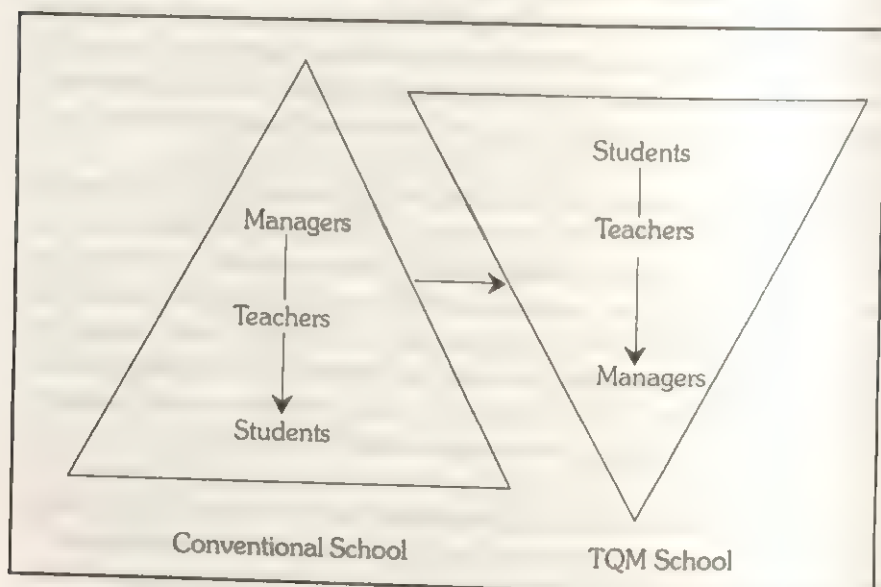 Managers
Teachers
Students
Conventional School
Students
Teachers
Managers
TQM School